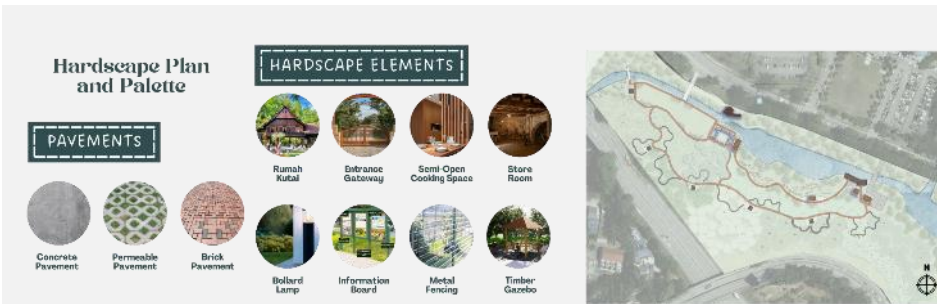 Hardscape Plan
and Palette
HARDSCAPE ELEMENTS
PAVEMENTS
Rumah
Kutai
Entrance
Gateway
Semi-Open
Cooking Space
Store
Room
Concrete
Pavement
Permeable
Pavement
Brick
Pavement
Bollard
Lamp
Information
Board
Metal
Fencing
Timber
Gazebo
N